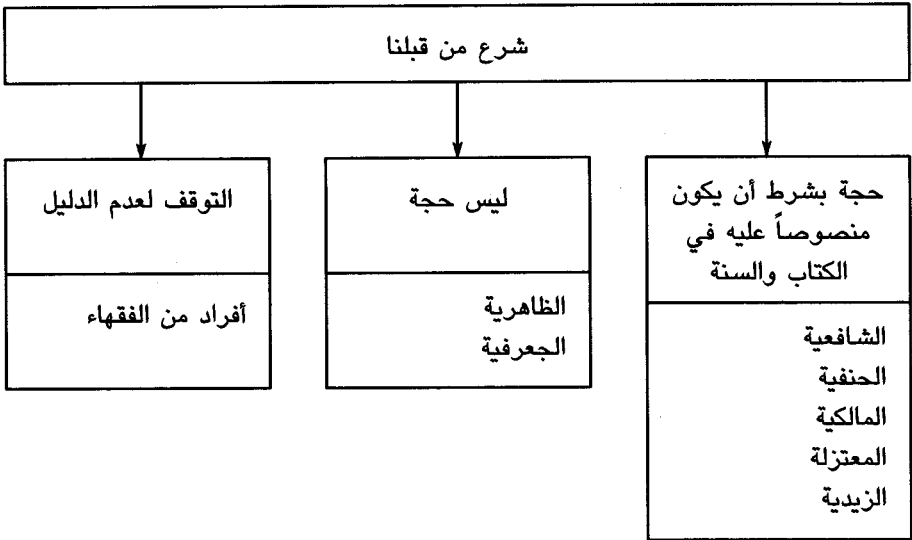 شرع من قبلنا
حجة بشرط أن يكون
منصوصاً عليه في
الكتاب والسنة
الشافعية
الحنفية
المالكية
المعتزلة
الزيدية
ليس حجة
الظاهرية
الجعرفية
التوقف لعدم الدليل
أفراد من الفقهاء